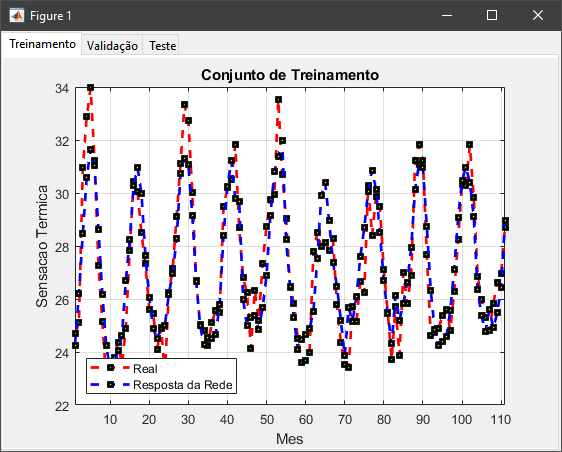 Figure 1
Treinamento Validação Teste
Conjunto de Treinamento
Sensacao Termica
34
32
30
28
26
24
22
Real
Resposta da Rede
10 20 30 40 50 60 70 80 90 100 110
Mes